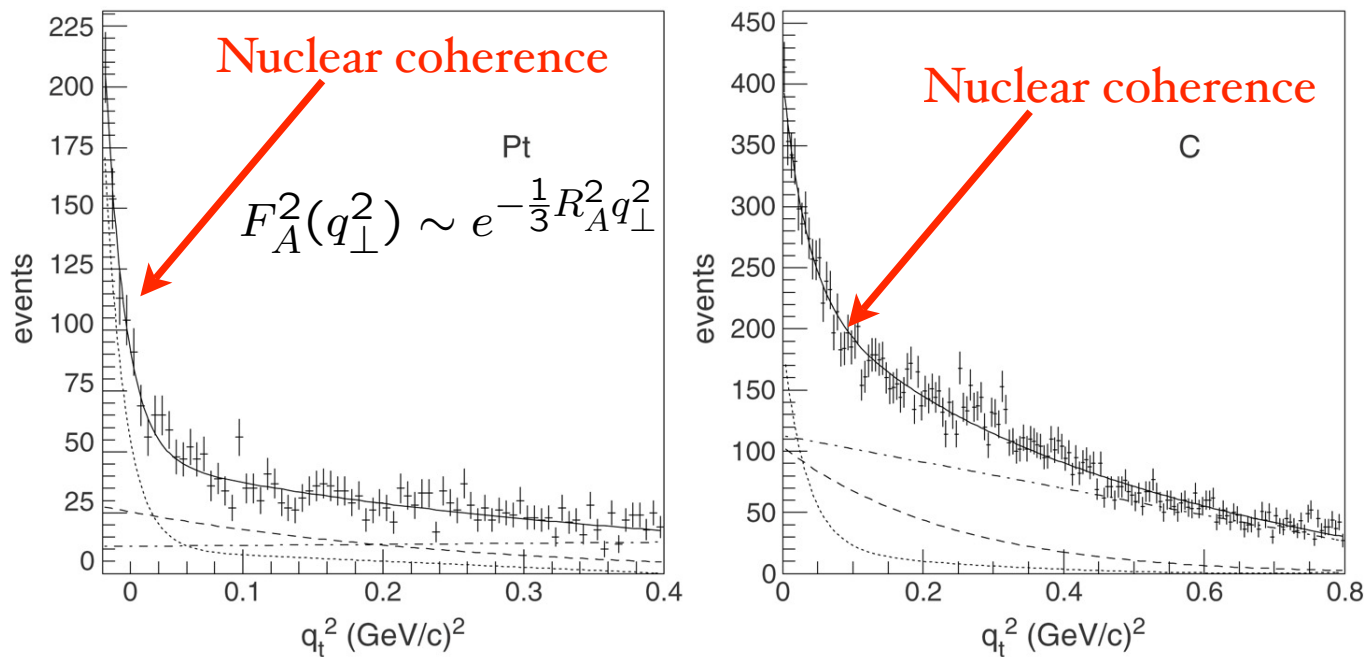 Nuclear coherence
Pt
F_A^2(q_⊥^2) ∼ e^{-\frac{1}{3}R_A^2 q_⊥^2}
events
225
200
175
150
125
100
75
50
25
0
0 0.1 0.2 0.3 0.4
q_t^2 (GeV/c)^2
Nuclear coherence
C
events
450
400
350
300
250
200
150
100
50
0
0 0.2 0.4 0.6 0.8
q_t^2 (GeV/c)^2